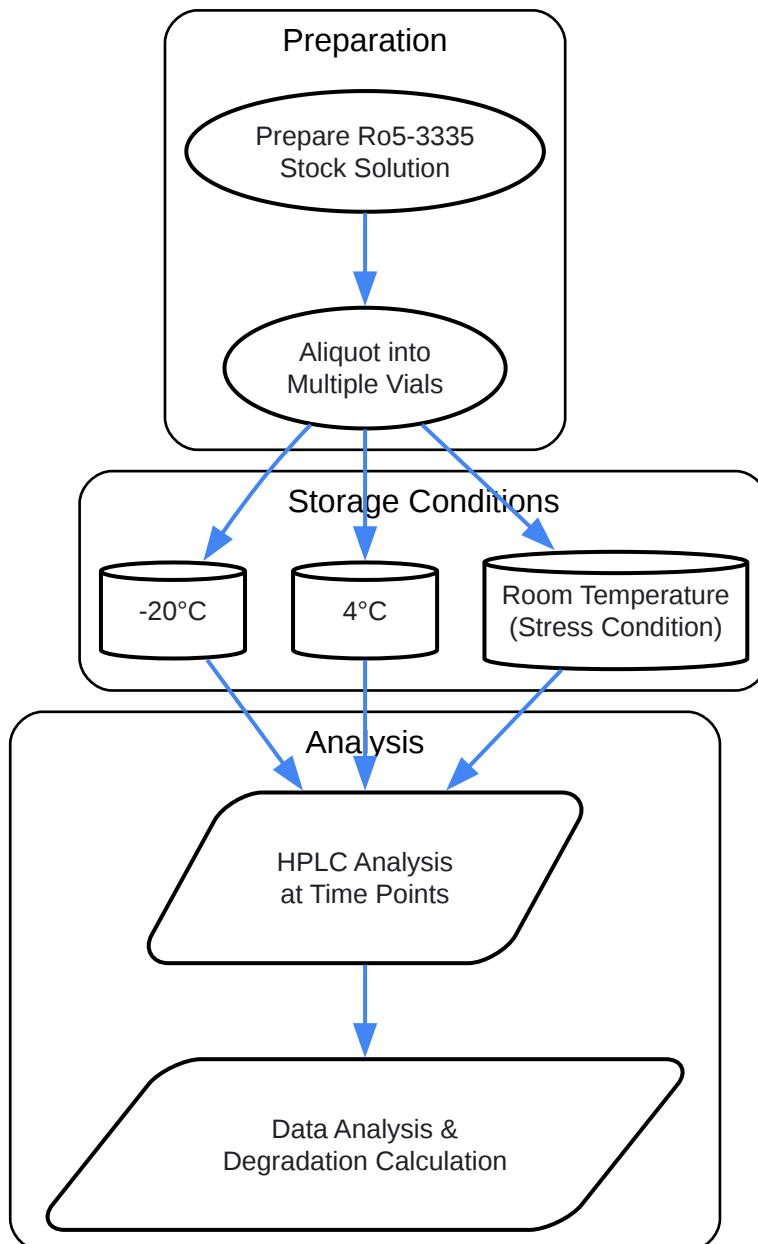 Preparation
Prepare Ro5-3335
Stock Solution
Aliquot into
Multiple Vials
Storage Conditions
-20°C
4°C
Room Temperature
(Stress Condition)
Analysis
HPLC Analysis
at Time Points
Data Analysis &
Degradation Calculation